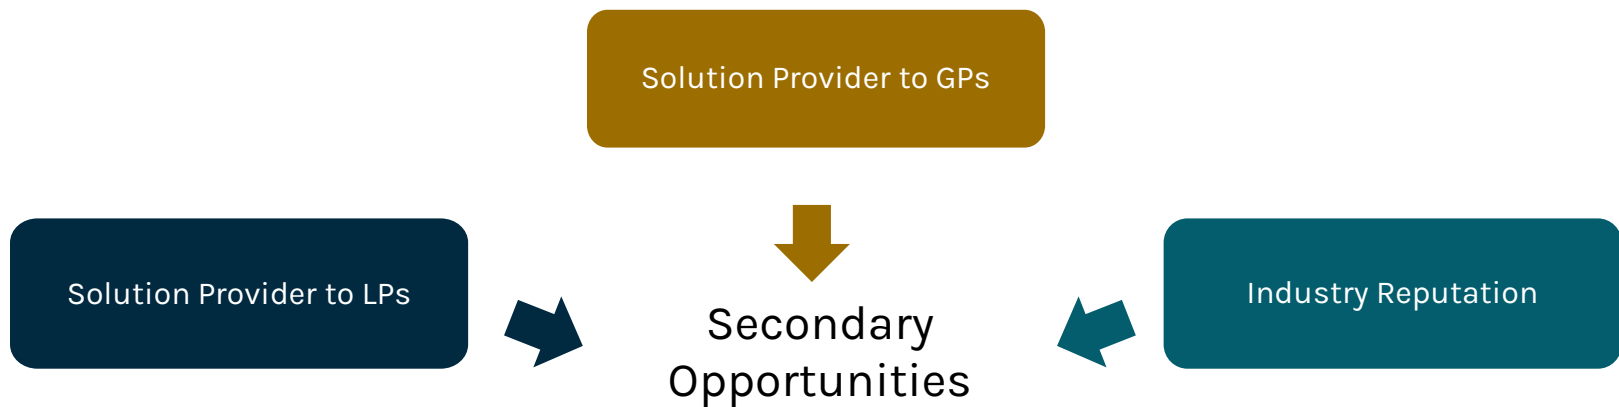 Solution Provider to GPs
Solution Provider to LPs
Industry Reputation
Secondary
Opportunities